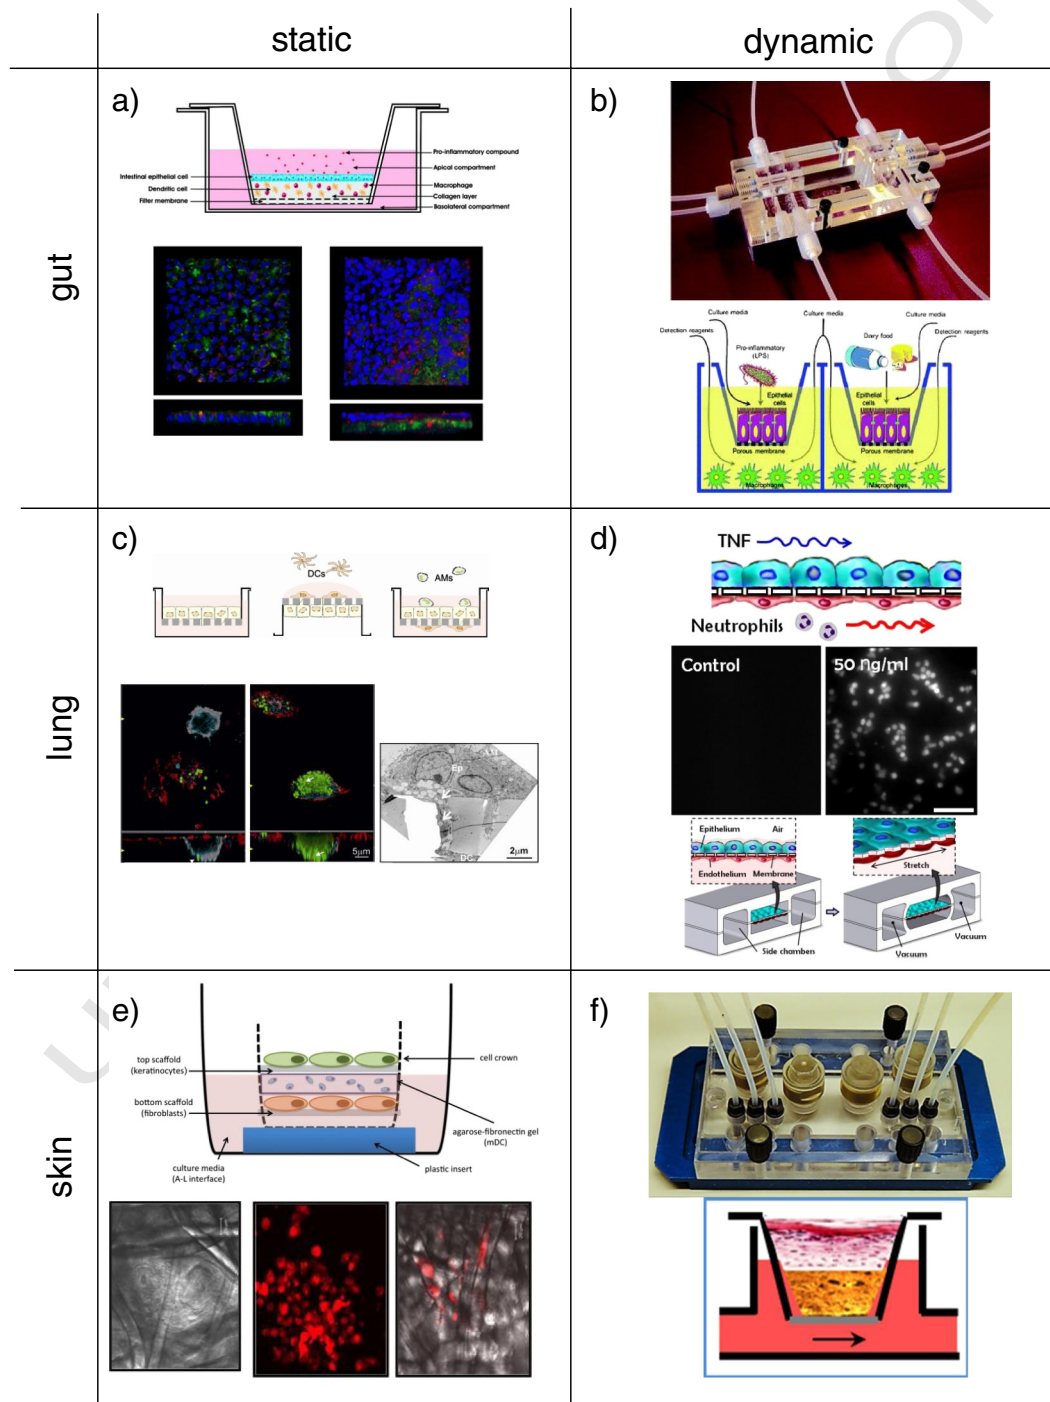 static
dynamic
gut
lung
skin
a)
Pro-inflammatory compound
Apical compartment
Intestinal epithelial cell
Dendritic cell
Macrophage
Collagen layer
Filter membrane
Basolateral compartment
b)
Culture media
Culture media
Culture media
Detection reagents
Detection reagents
Pro-inflammatory
(LPS)
Dairy food
Epithelial
cells
Epithelial
cells
Porous membrane
Porous membrane
Macrophages
Macrophages
c)
DCs
AMs
Ep
DC
5µm
2µm
d)
TNF
Neutrophils
Control
50 ng/ml
Epithelium
Air
Endothelium
Membrane
Stretch
Side chambers
Vacuum
Vacuum
e)
top scaffold
(keratinocytes)
cell crown
bottom scaffold
(fibroblasts)
agarose-fibronectin gel
(mDC)
culture media
(A-L interface)
plastic insert
f)